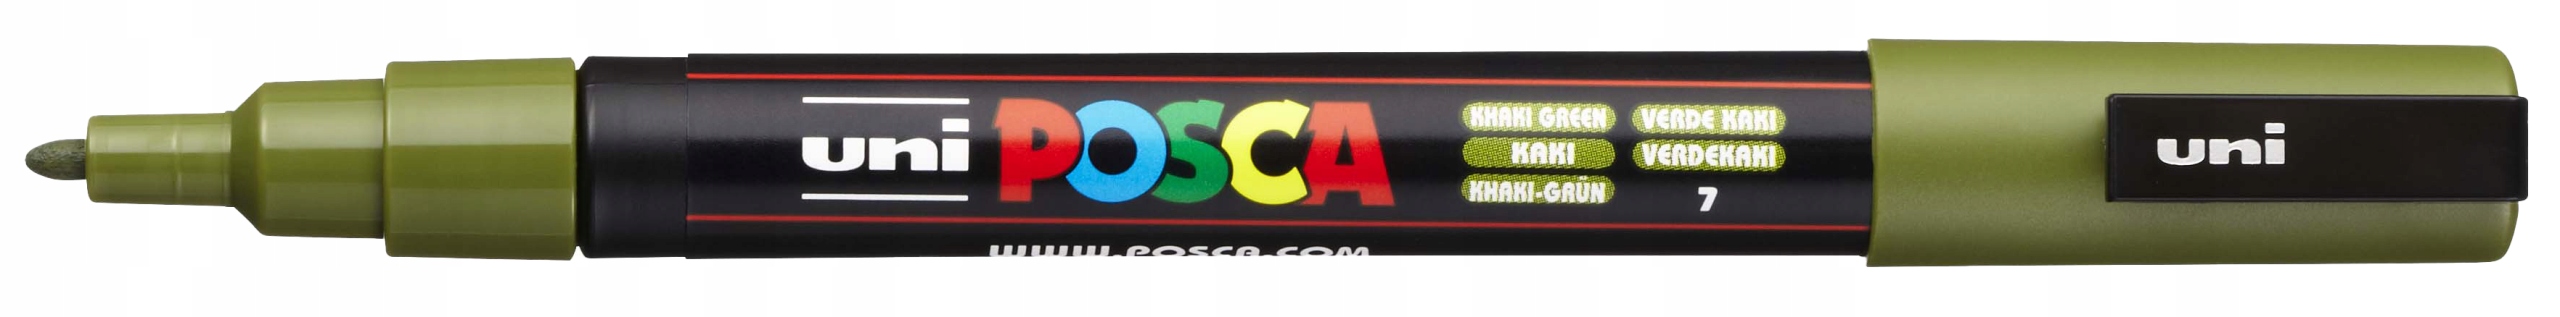 uni POSCA
KHAKI GREEN
KAKI
KHAKI-GRÜN
VERDE KAKI
VERDEKAKI
7
WWW.POSCA.COM
uni